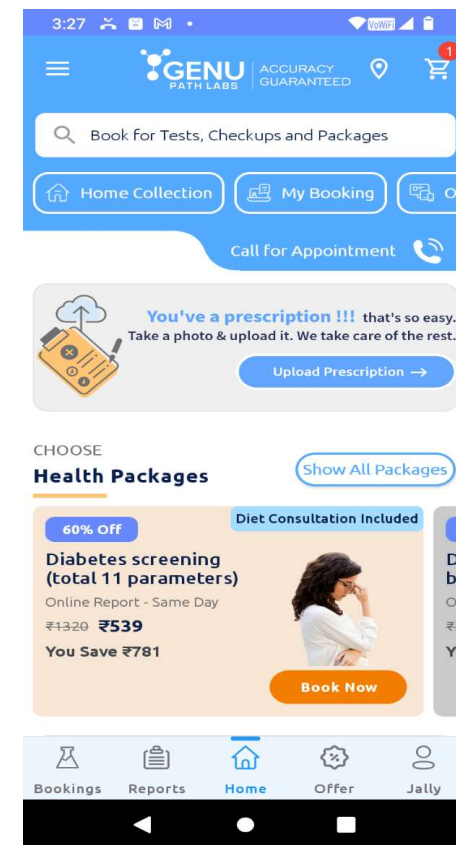 3:27
VoWiFi
1
GENU
PATH LABS
ACCURACY
GUARANTEED
Book for Tests, Checkups and Packages
Home Collection
My Booking
O
Call for Appointment
You've a prescription !!! that's so easy.
Take a photo & upload it. We take care of the rest.
Upload Prescription →
CHOOSE
Health Packages
Show All Packages
60% Off
Diet Consultation Included
Diabetes screening
(total 11 parameters)
Online Report - Same Day
₹1320 ₹539
You Save ₹781
Book Now
D
b
O
₹
Y
Bookings
Reports
Home
Offer
Jally